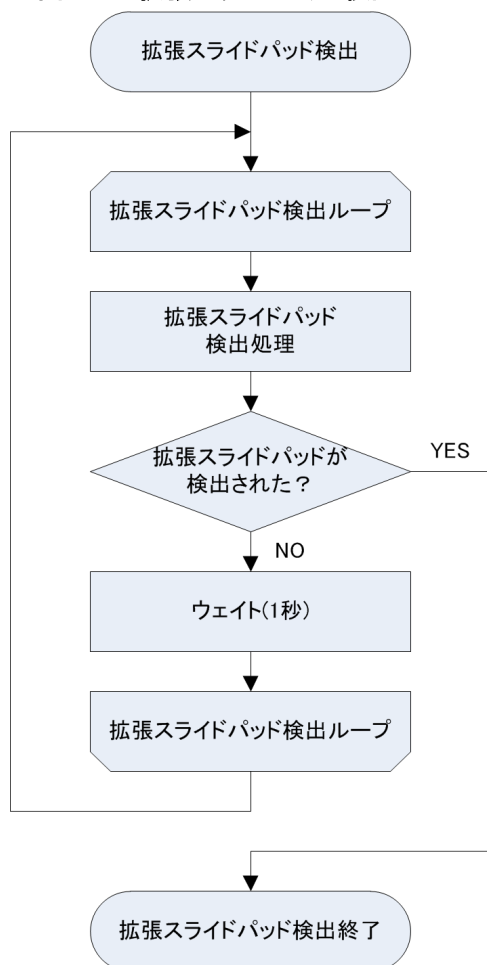 拡張スライドパッド検出
拡張スライドパッド検出ループ
拡張スライドパッド
検出処理
拡張スライドパッドが
検出された？
YES
NO
ウェイト(1秒)
拡張スライドパッド検出ループ
拡張スライドパッド検出終了